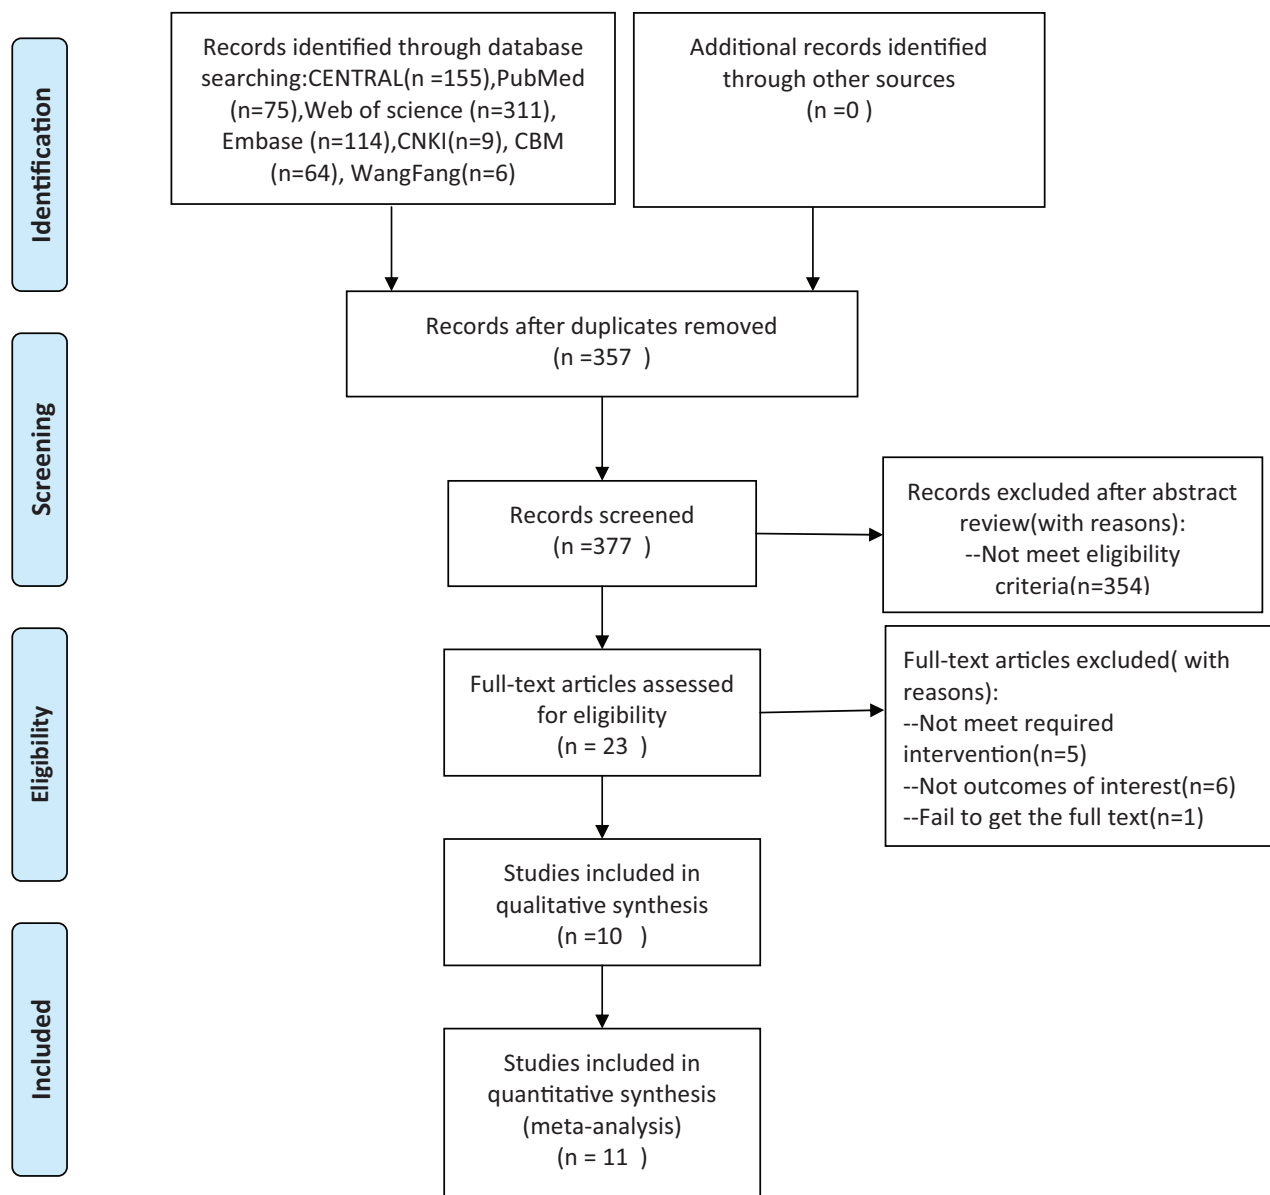 Identification
Records identified through database
searching:CENTRAL(n =155),PubMed
(n=75),Web of science (n=311),
Embase (n=114),CNKI(n=9), CBM
(n=64), WangFang(n=6)
Additional records identified
through other sources
(n =0 )
Records after duplicates removed
(n =357 )
Screening
Records screened
(n =377 )
Records excluded after abstract
review(with reasons):
--Not meet eligibility
criteria(n=354)
Eligibility
Full-text articles assessed
for eligibility
(n = 23 )
Full-text articles excluded( with
reasons):
--Not meet required
intervention(n=5)
--Not outcomes of interest(n=6)
--Fail to get the full text(n=1)
Studies included in
qualitative synthesis
(n =10 )
Included
Studies included in
quantitative synthesis
(meta-analysis)
(n = 11 )